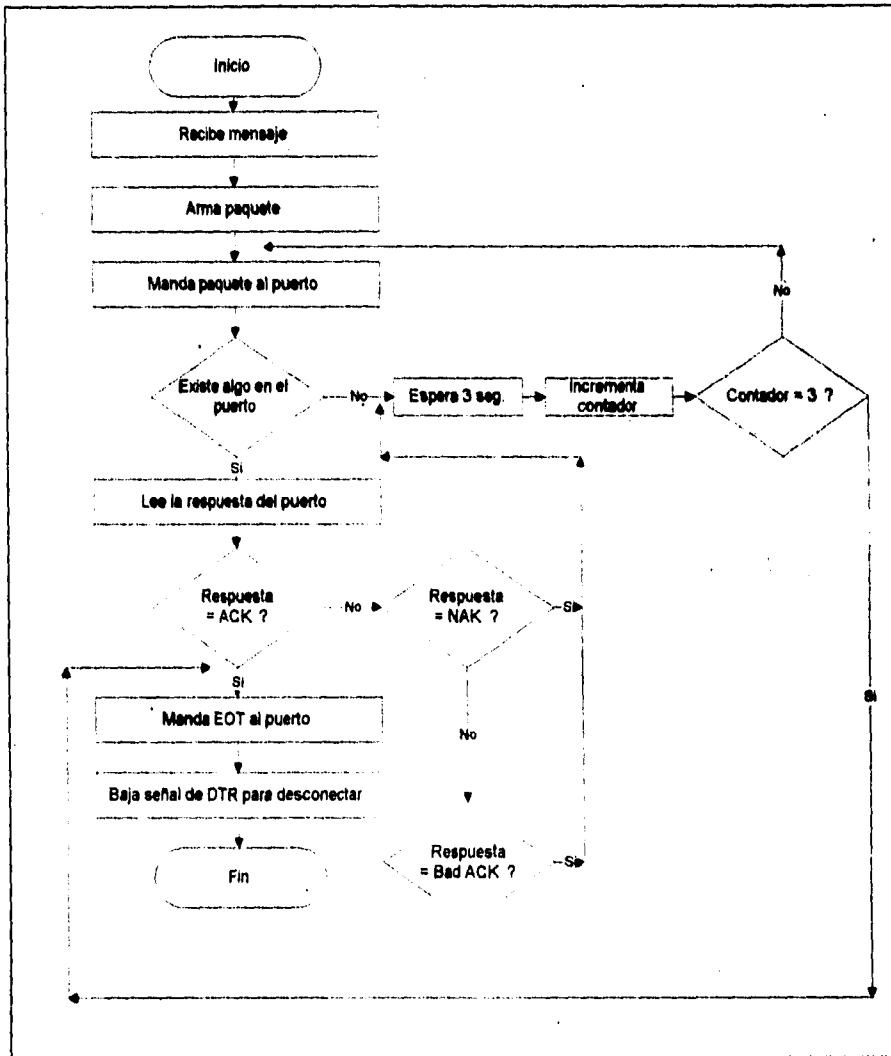 Inicio
Recibe mensaje
Arma paquete
Manda paquete al puerto
No
Existe algo en el
puerto
No
Espera 3 seg.
Incrementa
contador
Contador = 3 ?
Si
Lee la respuesta del puerto
Respuesta
= ACK ?
No
Respuesta
= NAK ?
Si
Si
Si
Manda EOT al puerto
No
Baja señal de DTR para desconectar
Respuesta
= Bad ACK ?
Si
Fin